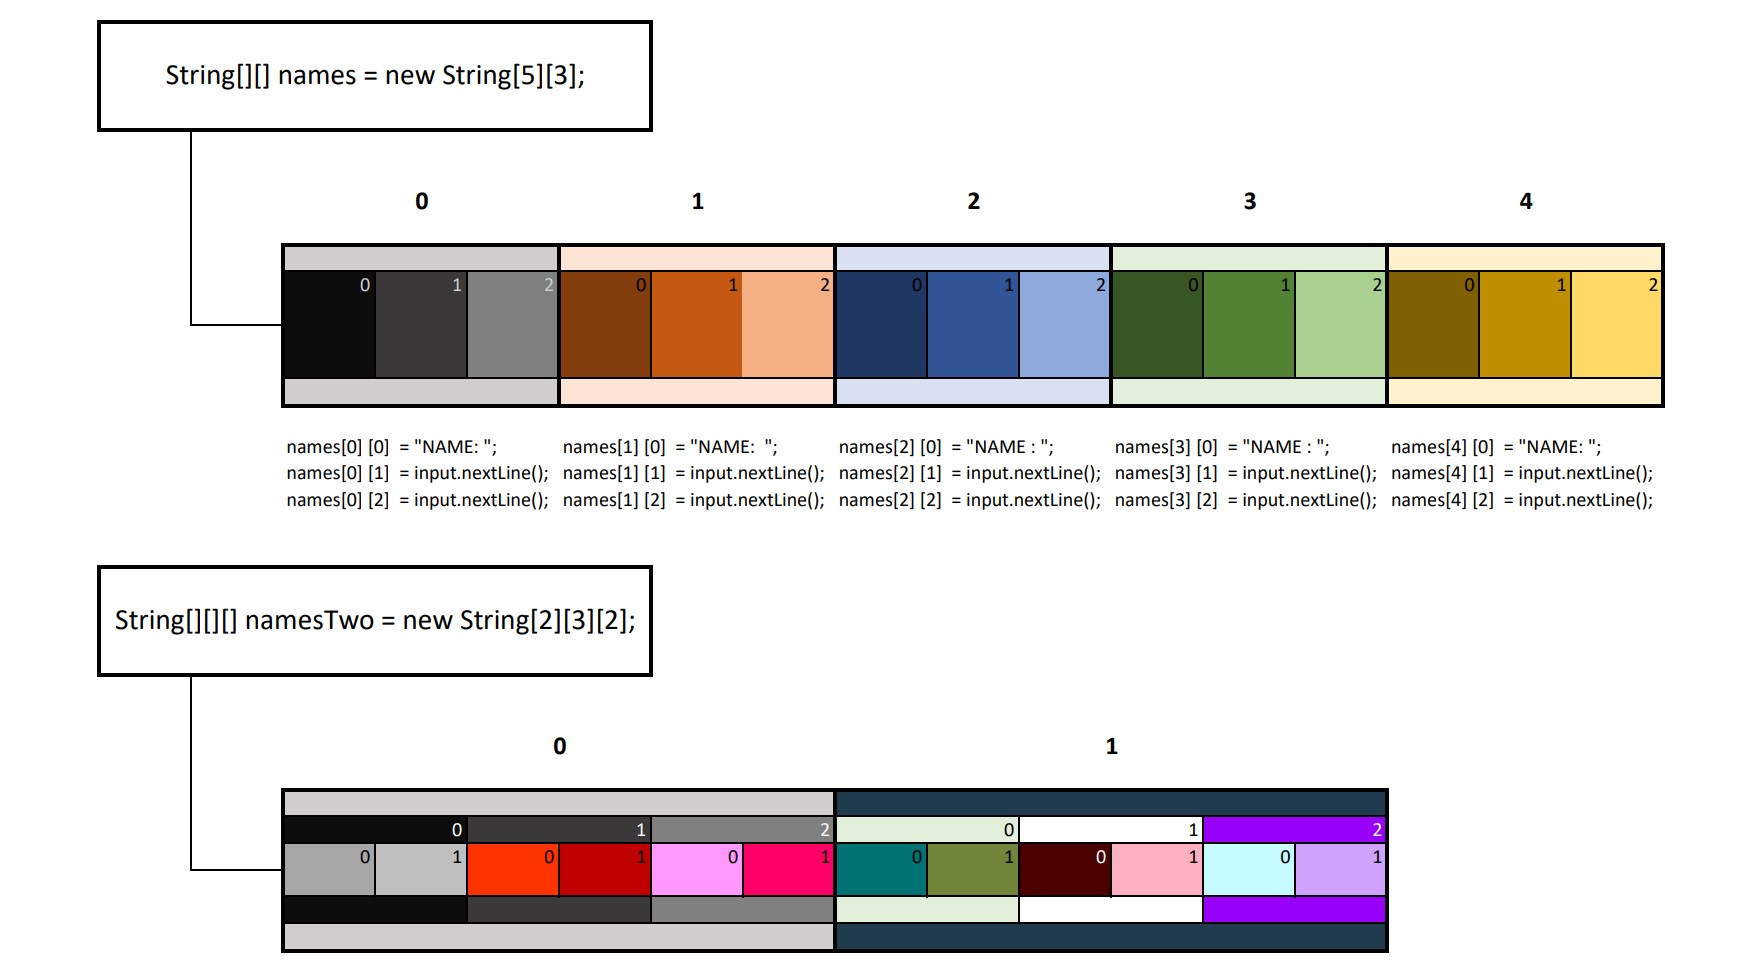 String[][] names = new String[5][3];
0 1 2 3 4
0 1 2 0 1 2 0 1 2 0 1 2 0 1 2
names[0] [0]  = "NAME: "; names[1] [0]  = "NAME:  "; names[2] [0]  = "NAME : "; names[3] [0]  = "NAME : "; names[4] [0]  = "NAME: ";
names[0] [1]  = input.nextLine(); names[1] [1]  = input.nextLine(); names[2] [1]  = input.nextLine(); names[3] [1]  = input.nextLine(); names[4] [1]  = input.nextLine();
names[0] [2]  = input.nextLine(); names[1] [2]  = input.nextLine(); names[2] [2]  = input.nextLine(); names[3] [2]  = input.nextLine(); names[4] [2]  = input.nextLine();
String[][][] namesTwo = new String[2][3][2];
0 1
0 1 2 0 1 2
0 1 0 1 0 1 0 1 0 1 0 1